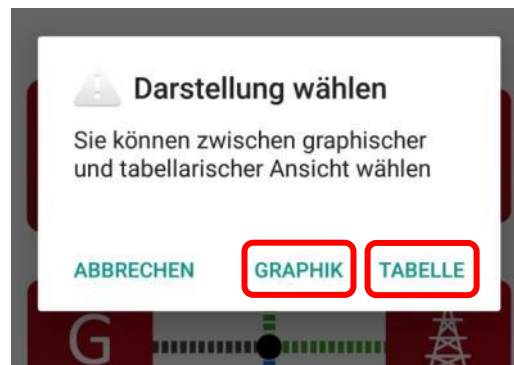 Darstellung wählen
Sie können zwischen graphischer
und tabellarischer Ansicht wählen
ABBRECHEN GRAPHIK TABELLE
G